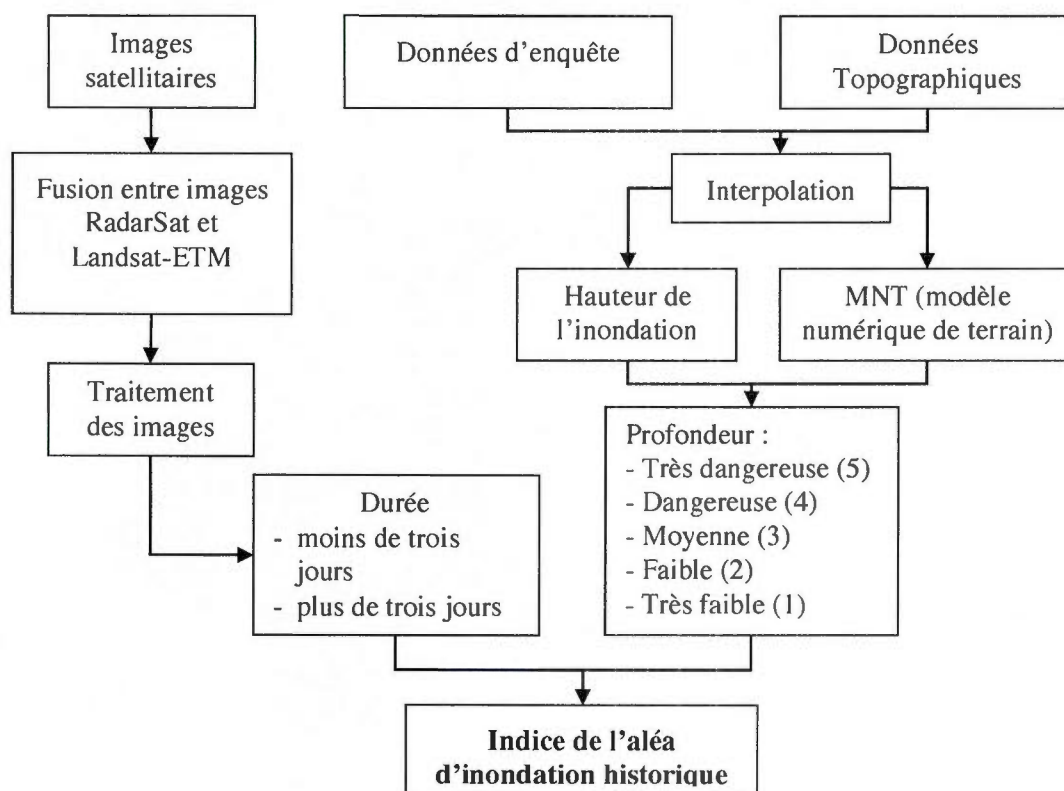 Images
satellitaires
Données d'enquête
Données
Topographiques
Fusion entre images
RadarSat et
Landsat-ETM
Interpolation
Hauteur de
l'inondation
MNT (modèle
numérique de terrain)
Traitement
des images
Profondeur :
- Très dangereuse (5)
- Dangereuse (4)
- Moyenne (3)
- Faible (2)
- Très faible (1)
Durée
- moins de trois
jours
- plus de trois jours
Indice de l'aléa
d'inondation historique